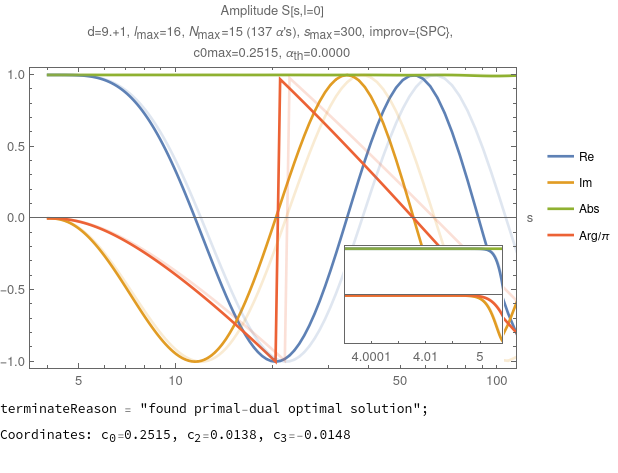 Amplitude S[s,l=0]
d=9.+1, lmax=16, Nmax=15 (137 α's), smax=300, improv={SPC},
c0max=0.2515, αth=0.0000
1.0
0.5
0.0
−0.5
−1.0
5
10
50
100
s
4.0001
4.01
5
Re
Im
Abs
Arg/π
terminateReason = "found primal-dual optimal solution";
Coordinates: c0=0.2515, c2=0.0138, c3=-0.0148